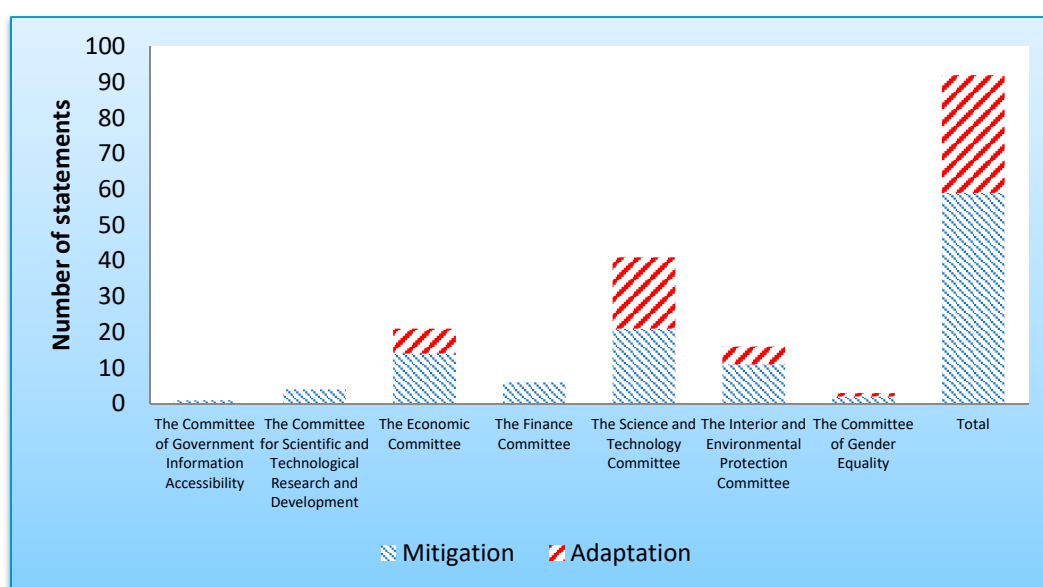 100
90
80
70
60
50
40
30
20
10
0
Number of statements
The Committee
of Government
Information
Accessibility
The Committee
for Scientific and
Technological
Research and
Development
The Economic
Committee
The Finance
Committee
The Science and
Technology
Committee
The Interior and
Environmental
Protection
Committee
The Committee
of Gender
Equality
Total
Mitigation
Adaptation